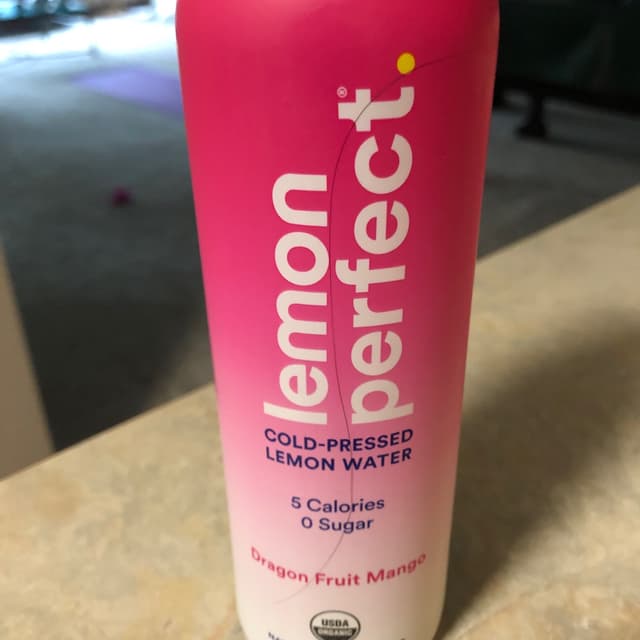 lemon
perfect.®
COLD-PRESSED
LEMON WATER
5 Calories
0 Sugar
Dragon Fruit Mango
USDA
ORGANIC